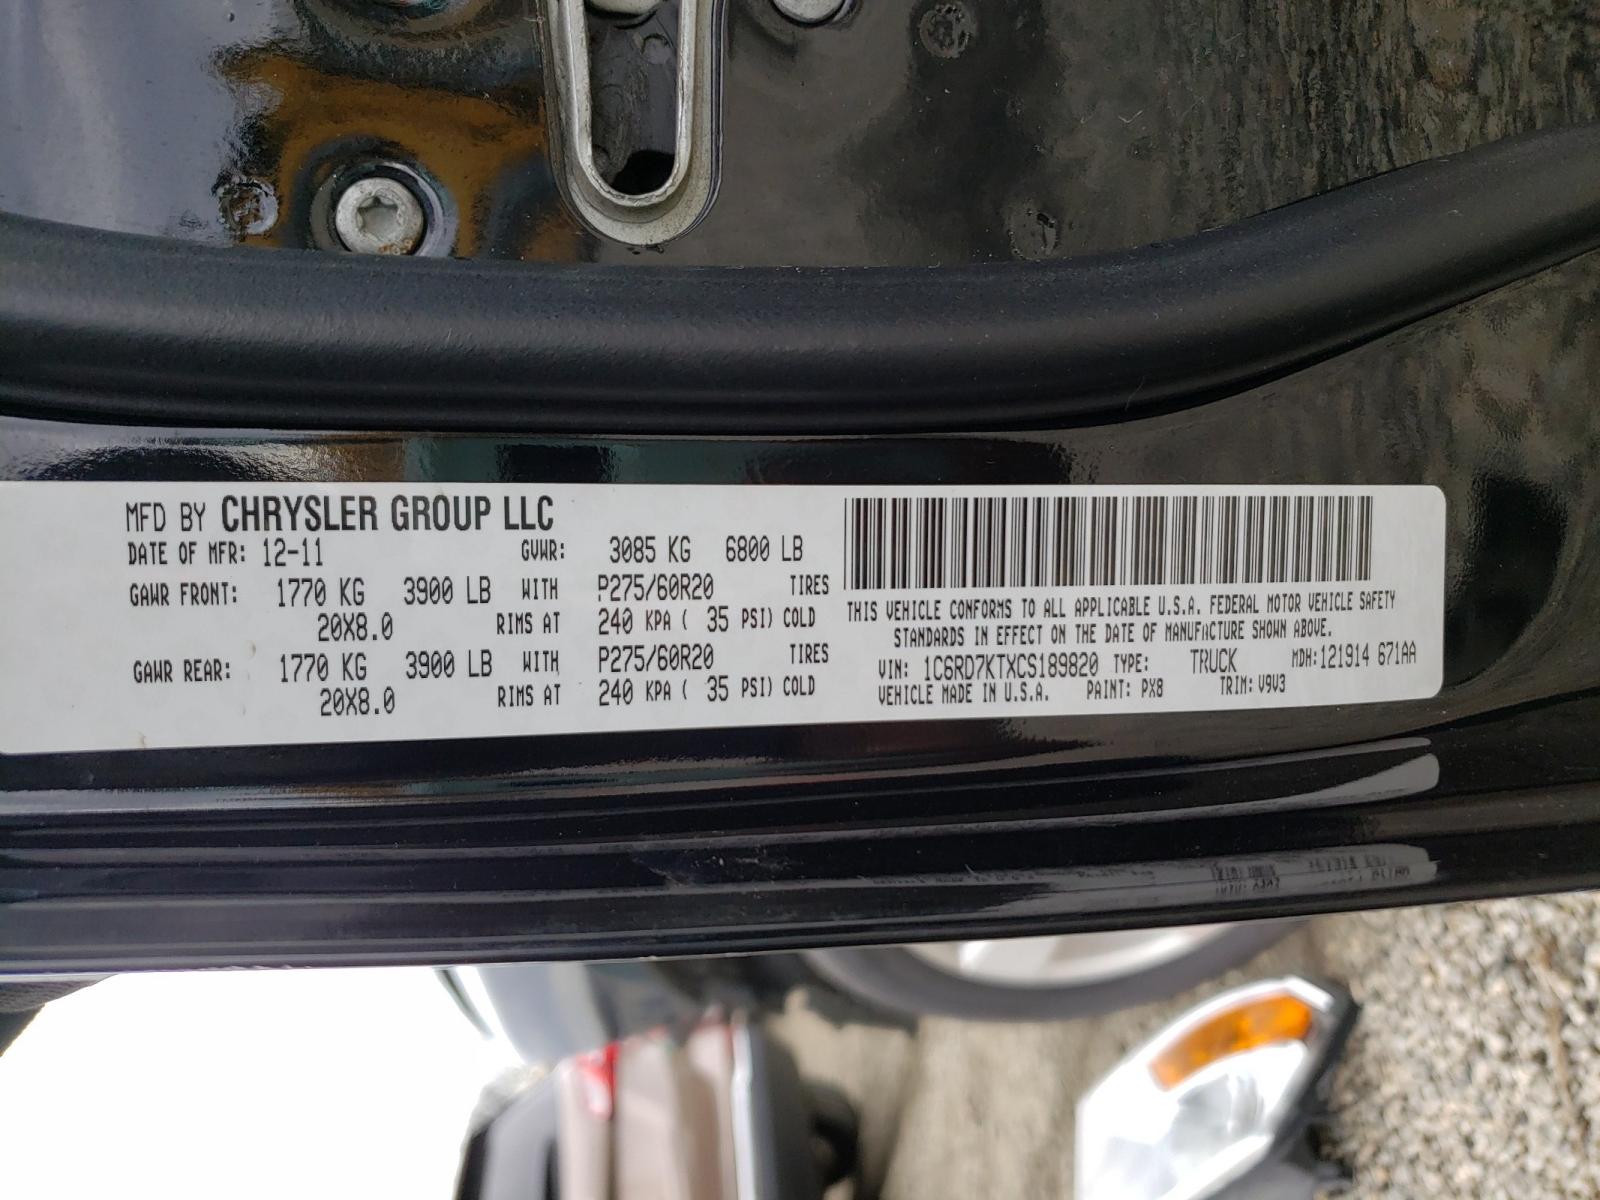 MFD BY CHRYSLER GROUP LLC
DATE OF MFR: 12-11 GVWR: 3085 KG 6800 LB
GAWR FRONT: 1770 KG 3900 LB WITH P275/60R20 TIRES
20X8.0 RIMS AT 240 KPA ( 35 PSI) COLD
GAWR REAR: 1770 KG 3900 LB WITH P275/60R20 TIRES
20X8.0 RIMS AT 240 KPA ( 35 PSI) COLD
THIS VEHICLE CONFORMS TO ALL APPLICABLE U.S.A. FEDERAL MOTOR VEHICLE SAFETY
STANDARDS IN EFFECT ON THE DATE OF MANUFACTURE SHOWN ABOVE.
VIN: 1C6RD7KTXCS189820 TYPE: TRUCK MDH: 121914 671AA
VEHICLE MADE IN U.S.A. PAINT: PX8 TRIM: V9V3